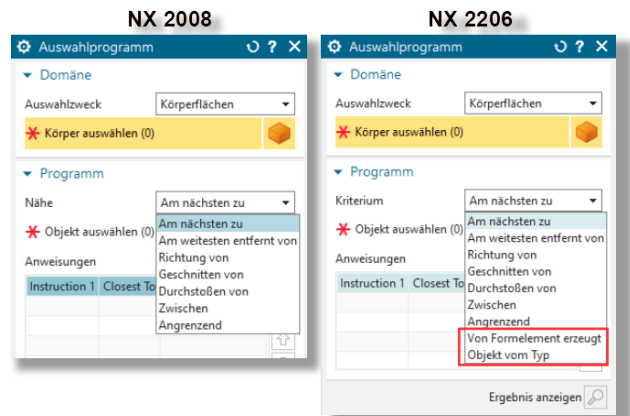 NX 2008
Auswahlprogramm
Domäne
Auswahlzweck Körperflächen
Körper auswählen (0)
Programm
Nähe Am nächsten zu
Objekt auswählen (0)
Anweisungen
Instruction 1 Closest To
Am nächsten zu
Am weitesten entfernt von
Richtung von
Geschnitten von
Durchstoßen von
Zwischen
Angrenzend
NX 2206
Auswahlprogramm
Domäne
Auswahlzweck Körperflächen
Körper auswählen (0)
Programm
Kriterium Am nächsten zu
Objekt auswählen (0)
Anweisungen
Instruction 1 Closest To
Am nächsten zu
Am weitesten entfernt von
Richtung von
Geschnitten von
Durchstoßen von
Zwischen
Angrenzend
Von Formelement erzeugt
Objekt vom Typ
Ergebnis anzeigen